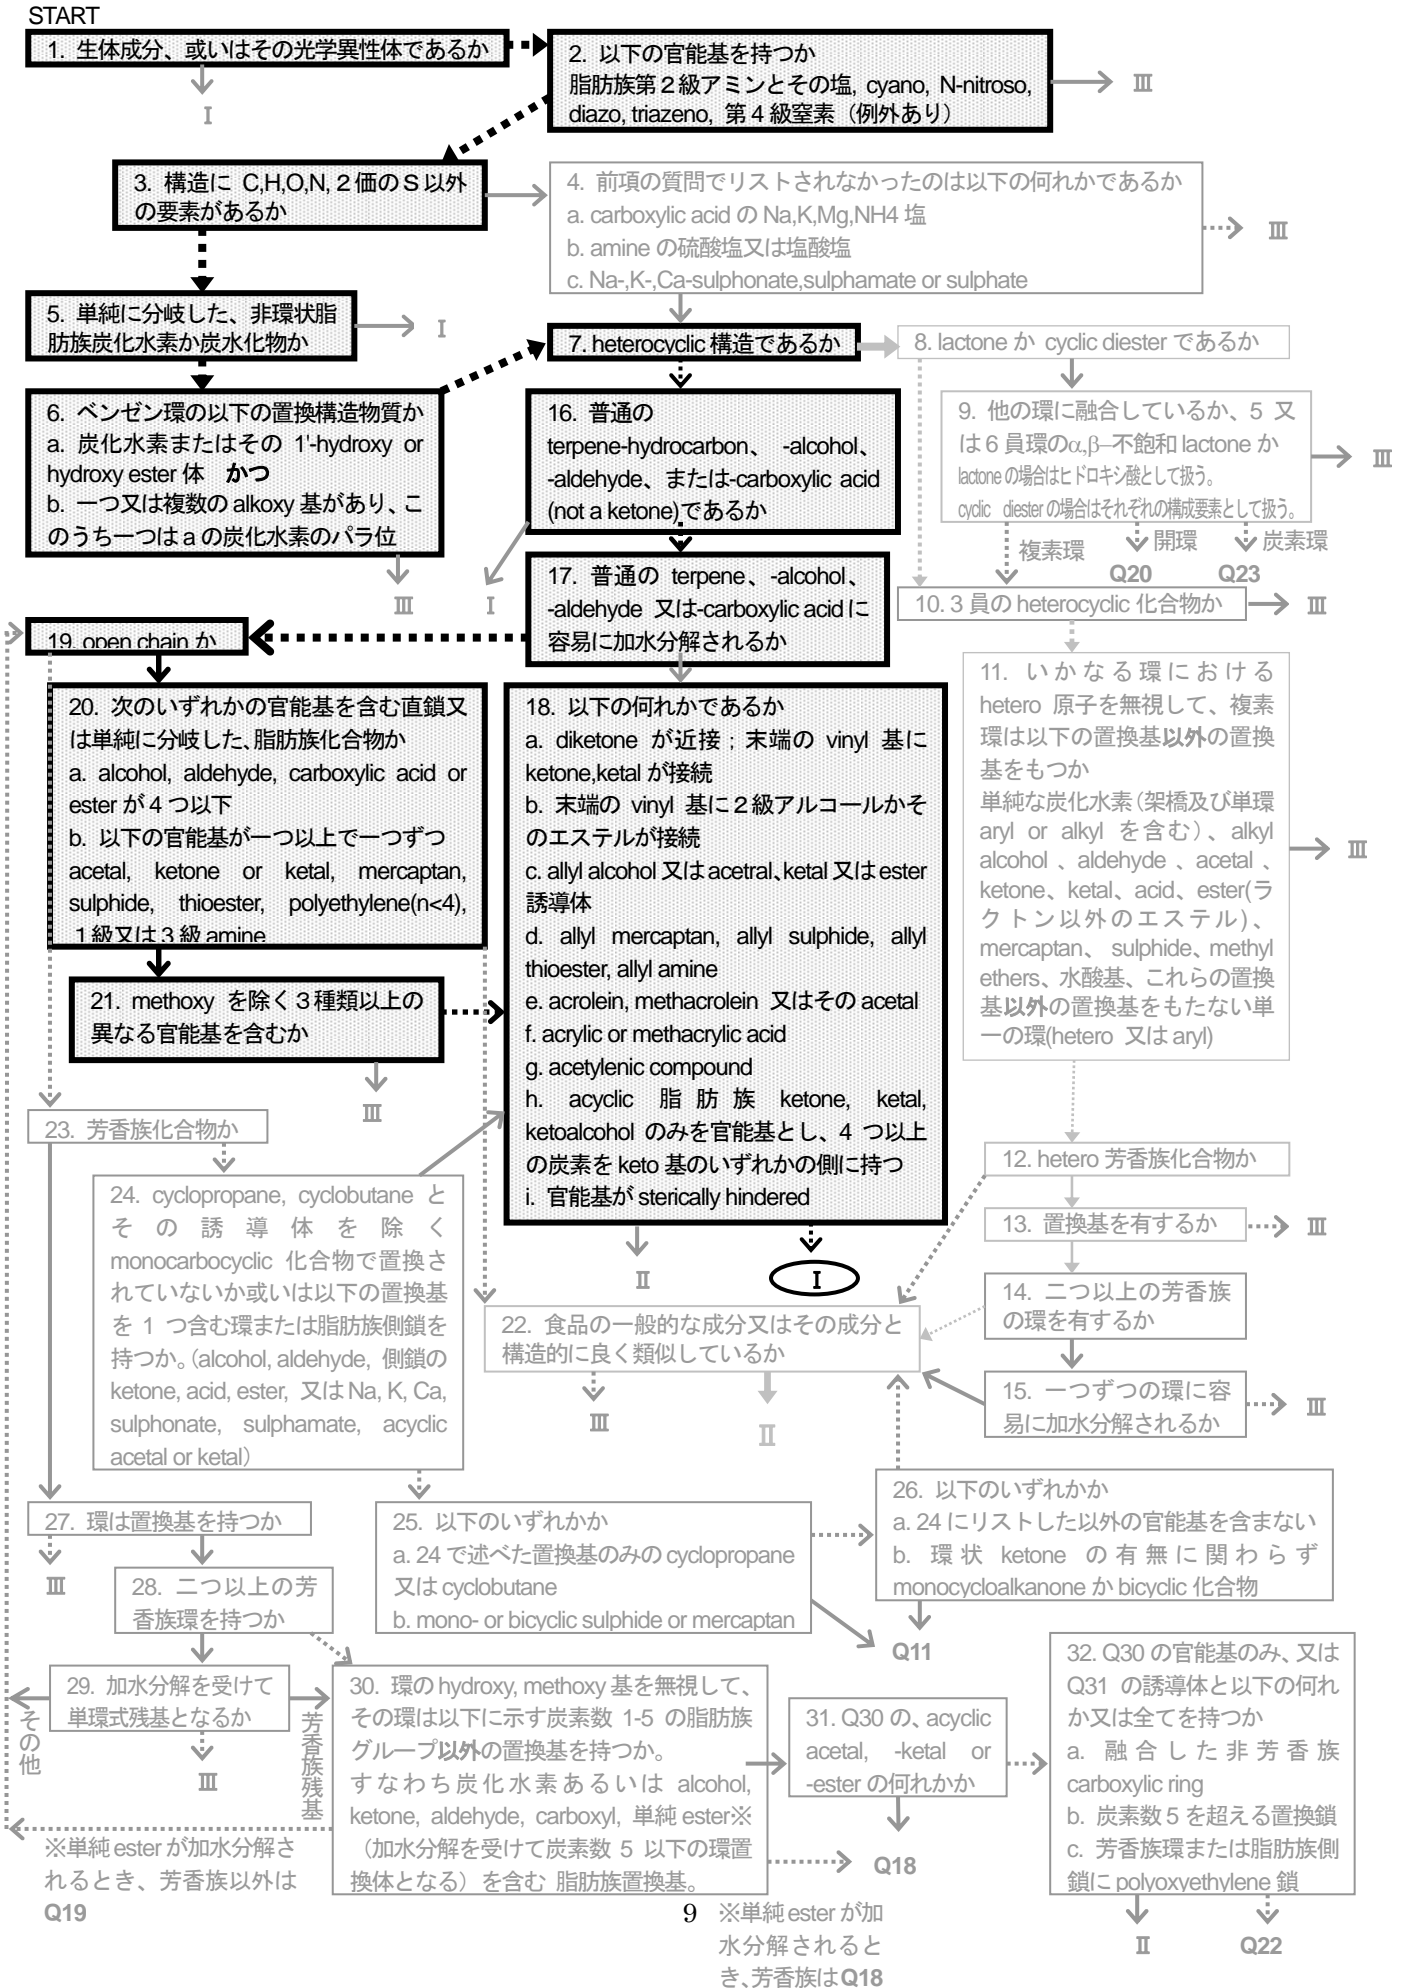 START
1. 生体成分、或いはその光学異性体であるか
I
2. 以下の官能基を持つか
脂肪族第２級アミンとその塩, cyano, N-nitroso,
diazo, triazeno, 第４級窒素（例外あり）
III
3. 構造に C,H,O,N,２価のＳ以外
の要素があるか
4. 前項の質問でリストされなかったのは以下の何れかであるか
a. carboxylic acid の Na,K,Mg,NH4 塩
b. amine の硫酸塩又は塩酸塩
c. Na-,K-,Ca-sulphonate,sulphamate or sulphate
III
5. 単純に分岐した、非環状脂
肪族炭化水素か炭水化物か
I
6. ベンゼン環の以下の置換構造物質か
a. 炭化水素またはその 1'-hydroxy or
hydroxy ester 体　かつ
b. 一つ又は複数の alkoxy 基があり、こ
のうち一つは a の炭化水素のパラ位
III
7. heterocyclic 構造であるか
8. lactone か cyclic diester であるか
9. 他の環に融合しているか、5 又
は 6 員環のα,β–不飽和 lactone か
lactone の場合はヒドロキシ酸として扱う。
cyclic diester の場合はそれぞれの構成要素として扱う。
III
複素環
開環
炭素環
Q20
Q23
16. 普通の
terpene-hydrocarbon、 -alcohol、
-aldehyde、または-carboxylic acid
(not a ketone)であるか
I
17. 普通の terpene、-alcohol、
-aldehyde 又は-carboxylic acid に
容易に加水分解されるか
10. 3 員の heterocyclic 化合物か
III
19. open chain か
11. いかなる環における
hetero 原子を無視して、複素
環は以下の置換基以外の置換
基をもつか
単純な炭化水素（架橋及び単環
aryl or alkyl を含む）、alkyl
alcohol 、aldehyde 、acetal 、
ketone、ketal、acid、ester(ラ
クトン以外のエステル)、
mercaptan、 sulphide、methyl
ethers、水酸基、これらの置換
基以外の置換基をもたない単
一の環(hetero 又は aryl)
III
20. 次のいずれかの官能基を含む直鎖又
は単純に分岐した、脂肪族化合物か
a. alcohol, aldehyde, carboxylic acid or
ester が 4 つ以下
b. 以下の官能基が一つ以上で一つずつ
acetal, ketone or ketal, mercaptan,
sulphide, thioester, polyethylene(n<4),
１級又は３級 amine
18. 以下の何れかであるか
a. diketone が近接；末端の vinyl 基に
ketone,ketal が接続
b. 末端の vinyl 基に２級アルコールかそ
のエステルが接続
c. allyl alcohol 又は acetral、ketal 又は ester
誘導体
d. allyl mercaptan, allyl sulphide, allyl
thioester, allyl amine
e. acrolein, methacrolein 又はその acetal
f. acrylic or methacrylic acid
g. acetylenic compound
h. acyclic 脂肪族 ketone, ketal,
ketoalcohol のみを官能基とし、4 つ以上
の炭素を keto 基のいずれかの側に持つ
i. 官能基が sterically hindered
II
I
21. methoxy を除く３種類以上の
異なる官能基を含むか
III
23. 芳香族化合物か
12. hetero 芳香族化合物か
13. 置換基を有するか
III
24. cyclopropane, cyclobutane と
その誘導体を除く
monocarbocyclic 化合物で置換さ
れていないか或いは以下の置換基
を 1 つ含む環または脂肪族側鎖を
持つか。（alcohol, aldehyde, 側鎖の
ketone, acid, ester, 又は Na, K, Ca,
sulphonate, sulphamate, acyclic
acetal or ketal）
14. 二つ以上の芳香族
の環を有するか
22. 食品の一般的な成分又はその成分と
構造的に良く類似しているか
III
II
15. 一つずつの環に容
易に加水分解されるか
III
27. 環は置換基を持つか
III
25. 以下のいずれかか
a. 24 で述べた置換基のみの cyclopropane
又は cyclobutane
b. mono- or bicyclic sulphide or mercaptan
26. 以下のいずれかか
a. 24 にリストした以外の官能基を含まない
b. 環状 ketone の有無に関わらず
monocycloalkanone か bicyclic 化合物
Q11
28. 二つ以上の芳
香族環を持つか
29. 加水分解を受けて
単環式残基となるか
その他
芳香族残基
III
30. 環の hydroxy, methoxy 基を無視して、
その環は以下に示す炭素数 1-5 の脂肪族
グループ以外の置換基を持つか。
すなわち炭化水素あるいは alcohol,
ketone, aldehyde, carboxyl, 単純 ester※
（加水分解を受けて炭素数 5 以下の環置
換体となる）を含む 脂肪族置換基。
31. Q30 の、acyclic
acetal, -ketal or
-ester の何れかか
Q18
32. Q30 の官能基のみ、又は
Q31 の誘導体と以下の何れ
か又は全てを持つか
a. 融合した非芳香族
carboxylic ring
b. 炭素数 5 を超える置換鎖
c. 芳香族環または脂肪族側
鎖に polyoxyethylene 鎖
II
Q22
※単純 ester が加水分解さ
れるとき、芳香族以外は
Q19
9
※単純 ester が加
水分解されると
き、芳香族は Q18